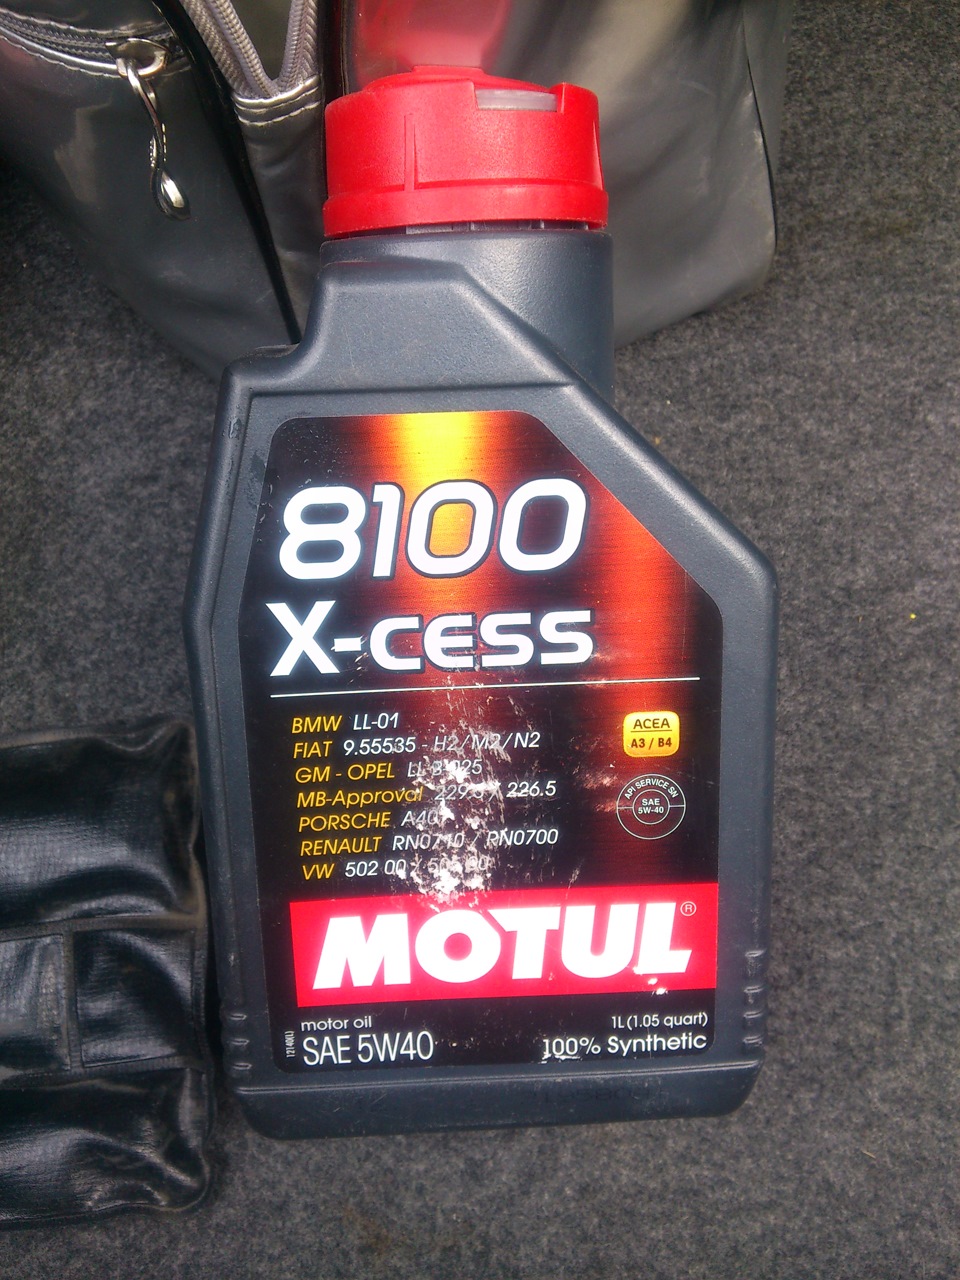 8100
X-cess
BMW LL-01
FIAT 9.55535 - H2/M2/N2
GM - OPEL LL
MB-Approval 226.5
PORSCHE
RENAULT RN0710 / RN0700
VW 502 00
ACEA
A3 / B4
API SERVICE SN
SAE
5W-40
MOTUL®
motor oil
SAE 5W40
1L (1.05 quart)
100% Synthetic